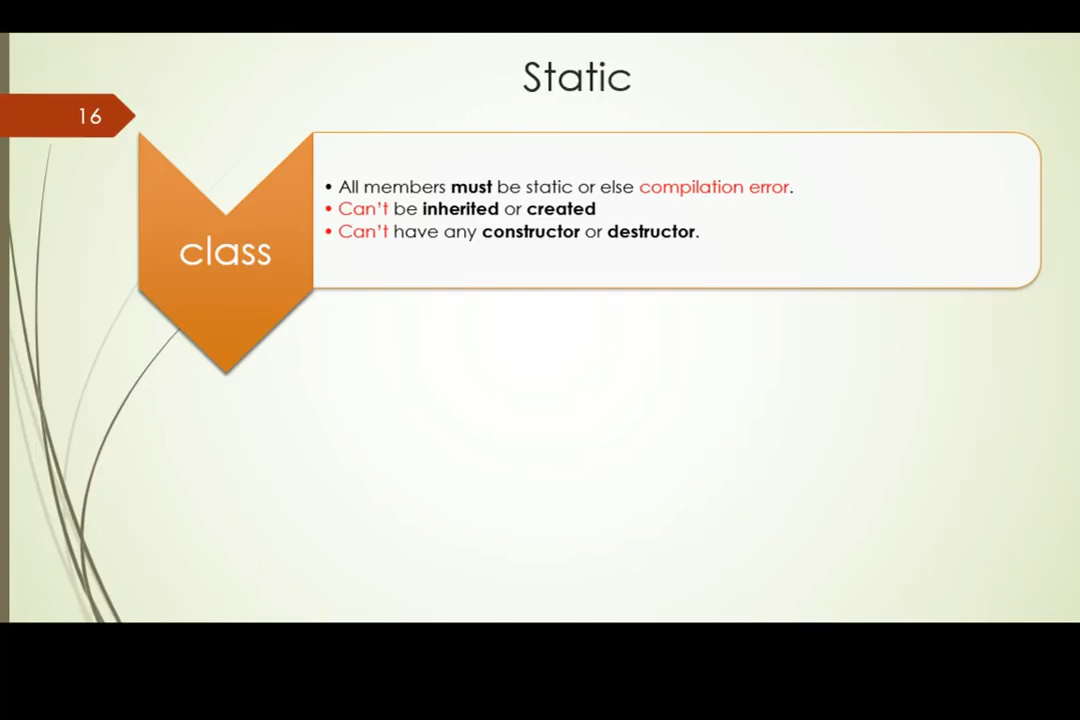 Static
16
class
• All members must be static or else compilation error.
• Can't be inherited or created
• Can't have any constructor or destructor.